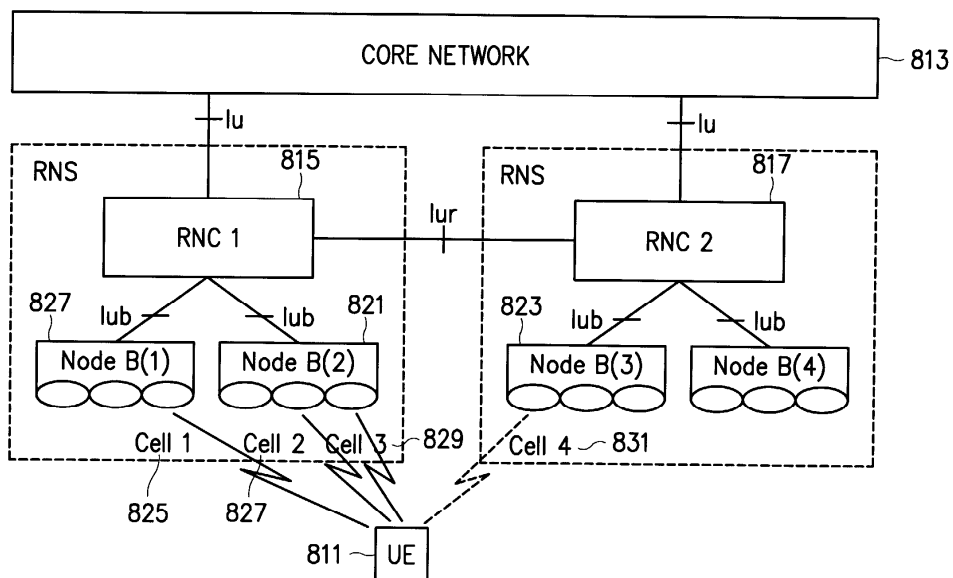 CORE NETWORK
813
Iu
Iu
RNS
815
RNS
817
RNC 1
Iur
RNC 2
827
Iub
Iub
821
823
Iub
Iub
Node B(1)
Node B(2)
Node B(3)
Node B(4)
Cell 1
Cell 2
Cell 3
829
Cell 4
831
825
827
811
UE